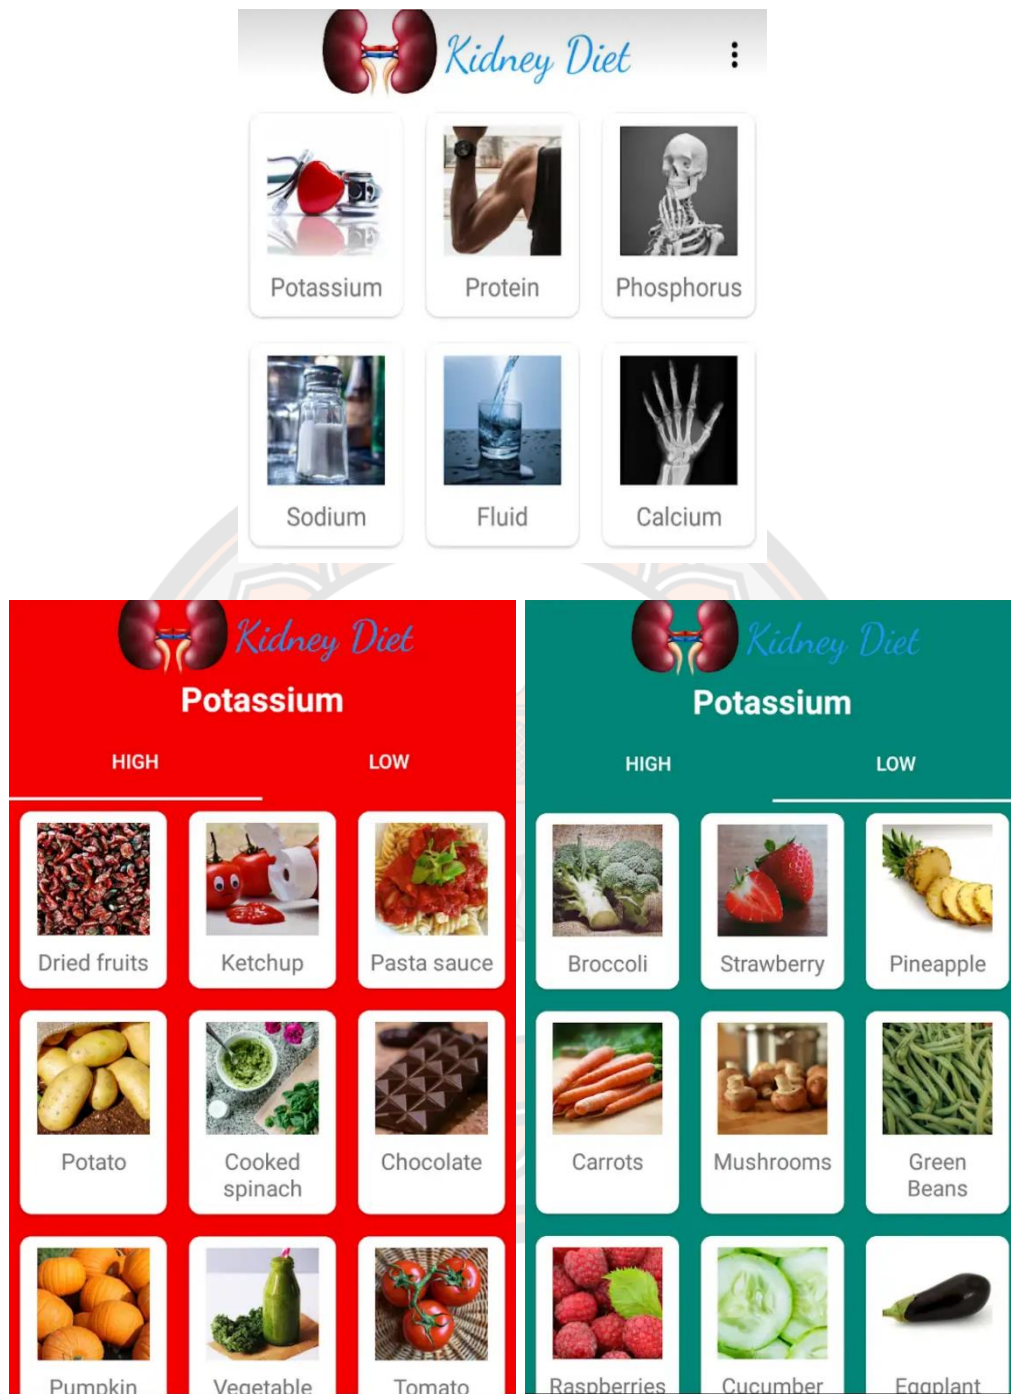 Kidney Diet
Potassium
Protein
Phosphorus
Sodium
Fluid
Calcium
Kidney Diet
Potassium
HIGH
LOW
Dried fruits
Ketchup
Pasta sauce
Potato
Cooked
spinach
Chocolate
Pumpkin
Vegetable
Tomato
Kidney Diet
Potassium
HIGH
LOW
Broccoli
Strawberry
Pineapple
Carrots
Mushrooms
Green
Beans
Raspberries
Cucumber
Eggplant